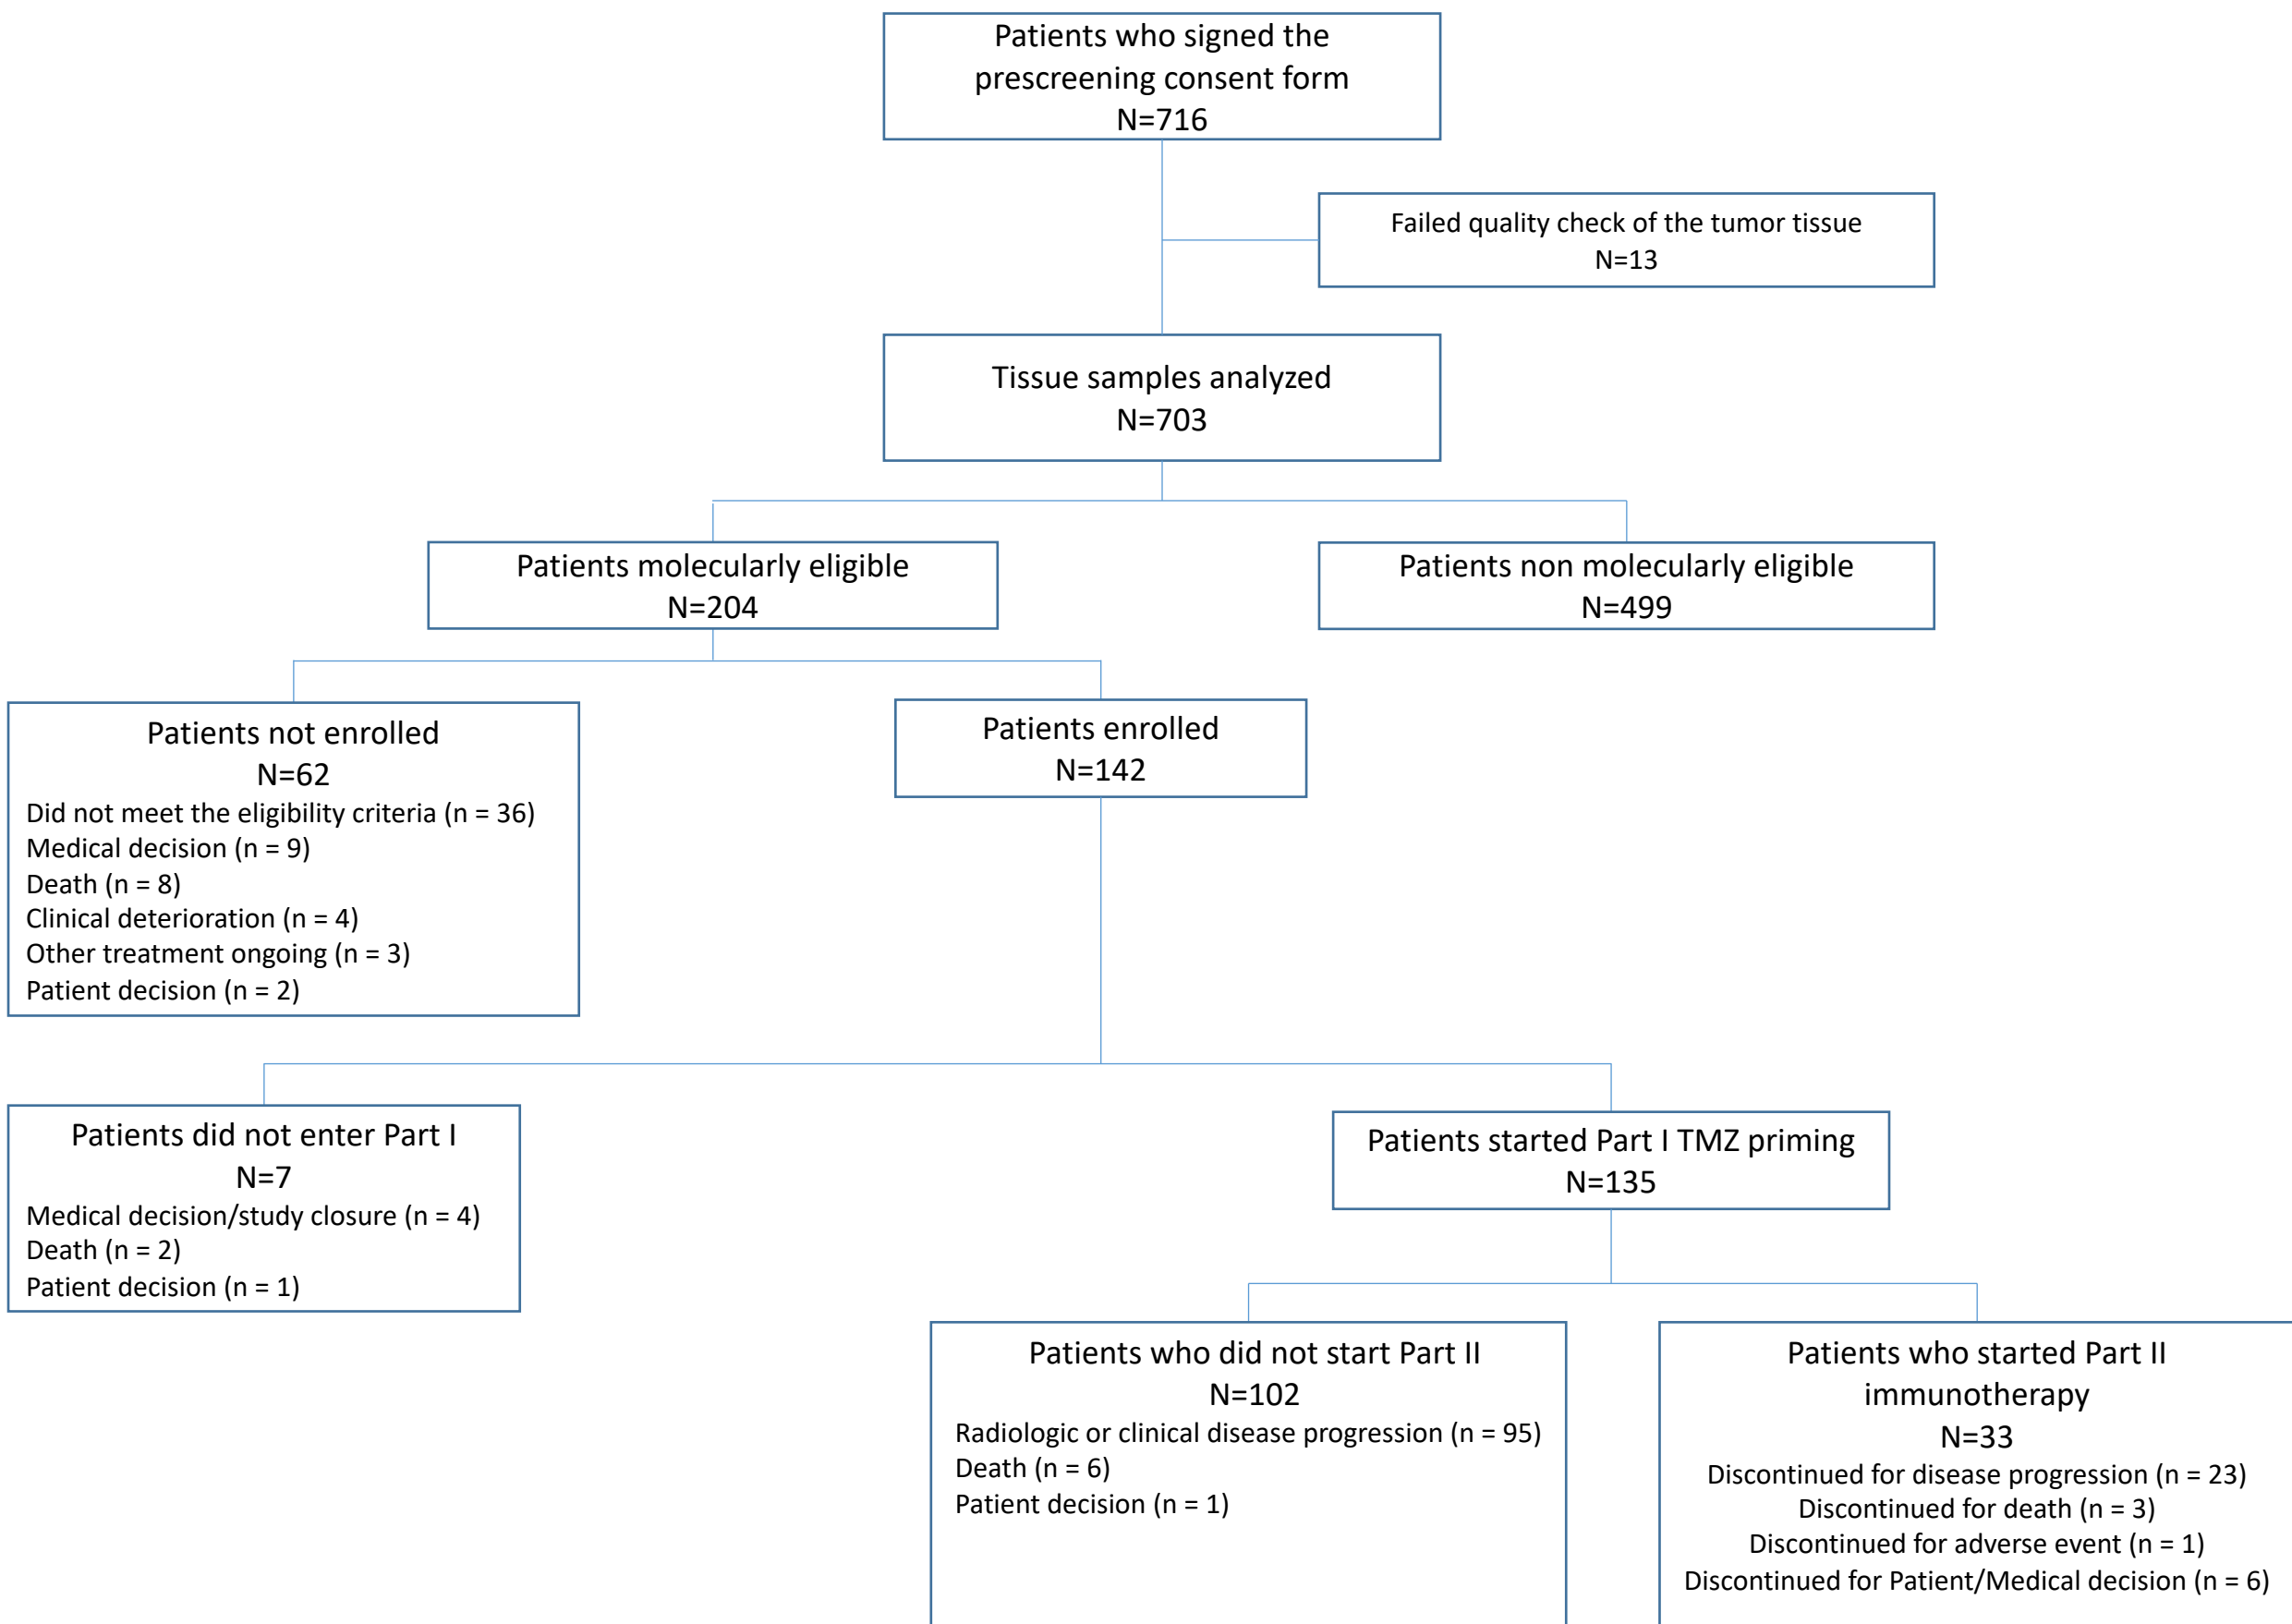 Patients who signed the
prescreening consent form
N=716
Failed quality check of the tumor tissue
N=13
Tissue samples analyzed
N=703
Patients molecularly eligible
N=204
Patients non molecularly eligible
N=499
Patients not enrolled
N=62
Did not meet the eligibility criteria (n = 36)
Medical decision (n = 9)
Death (n = 8)
Clinical deterioration (n = 4)
Other treatment ongoing (n = 3)
Patient decision (n = 2)
Patients enrolled
N=142
Patients did not enter Part I
N=7
Medical decision/study closure (n = 4)
Death (n = 2)
Patient decision (n = 1)
Patients started Part I TMZ priming
N=135
Patients who did not start Part II
N=102
Radiologic or clinical disease progression (n = 95)
Death (n = 6)
Patient decision (n = 1)
Patients who started Part II
immunotherapy
N=33
Discontinued for disease progression (n = 23)
Discontinued for death (n = 3)
Discontinued for adverse event (n = 1)
Discontinued for Patient/Medical decision (n = 6)